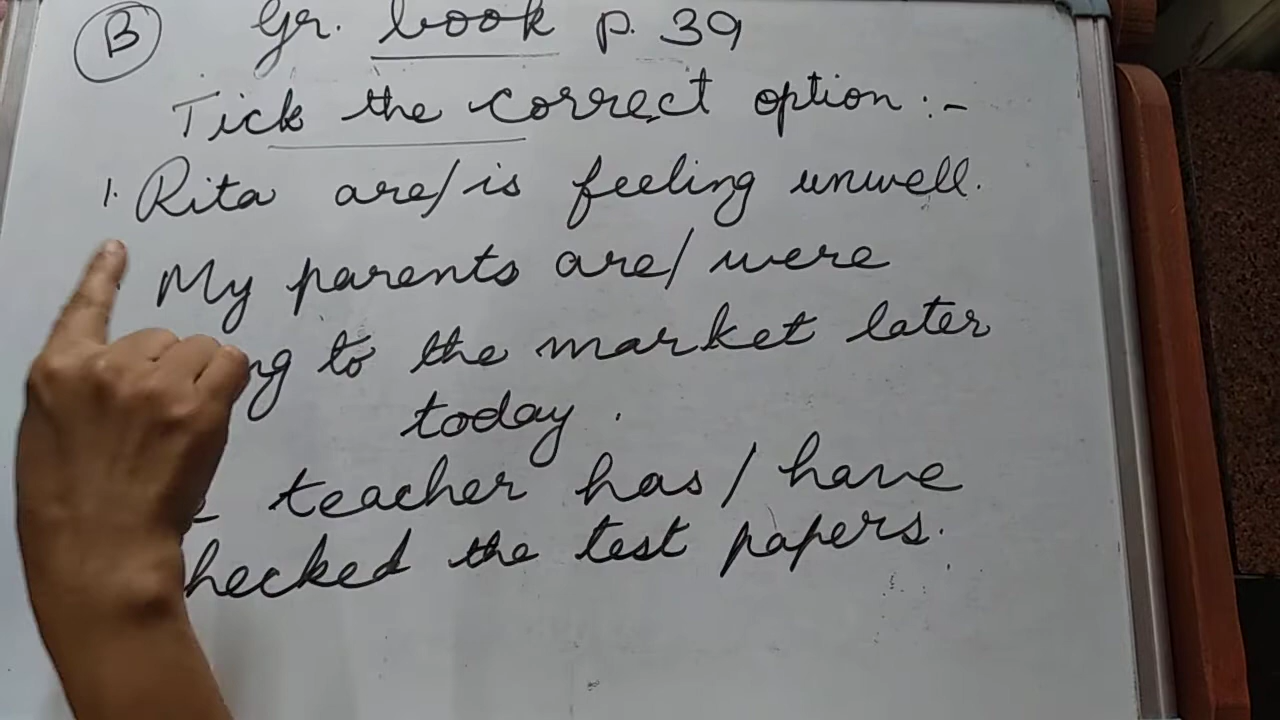 B Gr. book p. 39
Tick the correct option :-
1. Rita are/is feeling unwell.
My parents are/were
to the market later
today.
teacher has/have
the test papers.